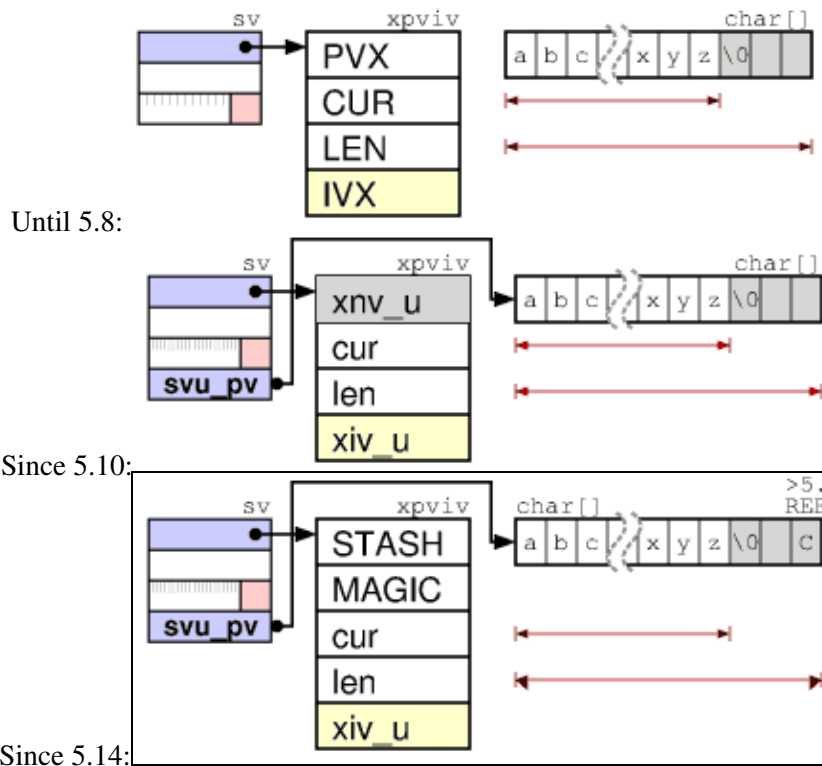 sv xpviv char[]
PVX
a b c x y z \0
CUR
LEN
IVX
Until 5.8:
sv xpviv char[]
xnv_u
a b c x y z \0
cur
svu_pv
len
xiv_u
Since 5.10:
>5.
sv xpviv char[]
STASH
a b c x y z \0 C
MAGIC
svu_pv
cur
len
xiv_u
Since 5.14: